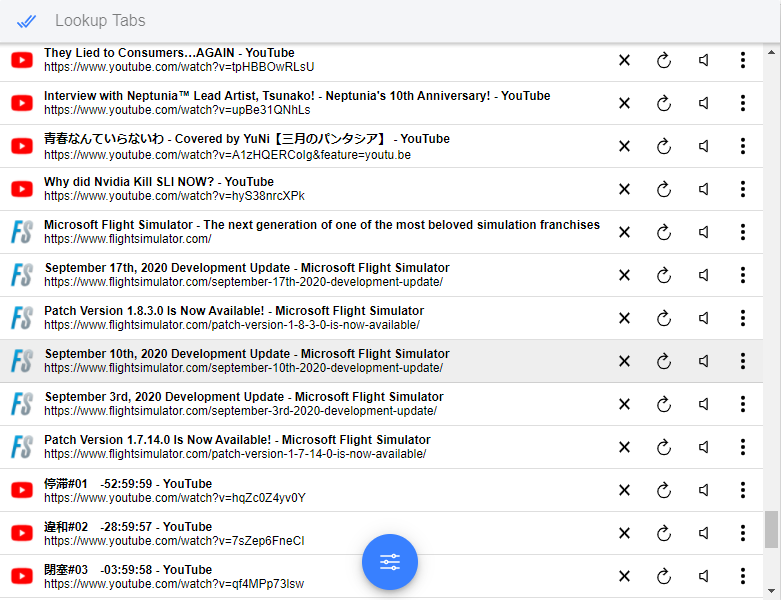 Lookup Tabs
They Lied to Consumers...AGAIN - YouTube
https://www.youtube.com/watch?v=tpHBBOwRLsU
Interview with Neptunia™ Lead Artist, Tsunako! - Neptunia's 10th Anniversary! - YouTube
https://www.youtube.com/watch?v=upBe31QNhLs
青春なんていらないわ - Covered by YuNi【三月のパンタシア】 - YouTube
https://www.youtube.com/watch?v=A1zHQERCoIg&feature=youtu.be
Why did Nvidia Kill SLI NOW? - YouTube
https://www.youtube.com/watch?v=hyS38nrcXPk
FS Microsoft Flight Simulator - The next generation of one of the most beloved simulation franchises
https://www.flightsimulator.com/
FS September 17th, 2020 Development Update - Microsoft Flight Simulator
https://www.flightsimulator.com/september-17th-2020-development-update/
FS Patch Version 1.8.3.0 Is Now Available! - Microsoft Flight Simulator
https://www.flightsimulator.com/patch-version-1-8-3-0-is-now-available/
FS September 10th, 2020 Development Update - Microsoft Flight Simulator
https://www.flightsimulator.com/september-10th-2020-development-update/
FS September 3rd, 2020 Development Update - Microsoft Flight Simulator
https://www.flightsimulator.com/september-3rd-2020-development-update/
FS Patch Version 1.7.14.0 Is Now Available! - Microsoft Flight Simulator
https://www.flightsimulator.com/patch-version-1-7-14-0-is-now-available/
停滞#01　-52:59:59 - YouTube
https://www.youtube.com/watch?v=hqZc0Z4yv0Y
違和#02　-28:59:57 - YouTube
https://www.youtube.com/watch?v=7sZep6FneCI
閉塞#03　-03:59:58 - YouTube
https://www.youtube.com/watch?v=qf4MPp73lsw